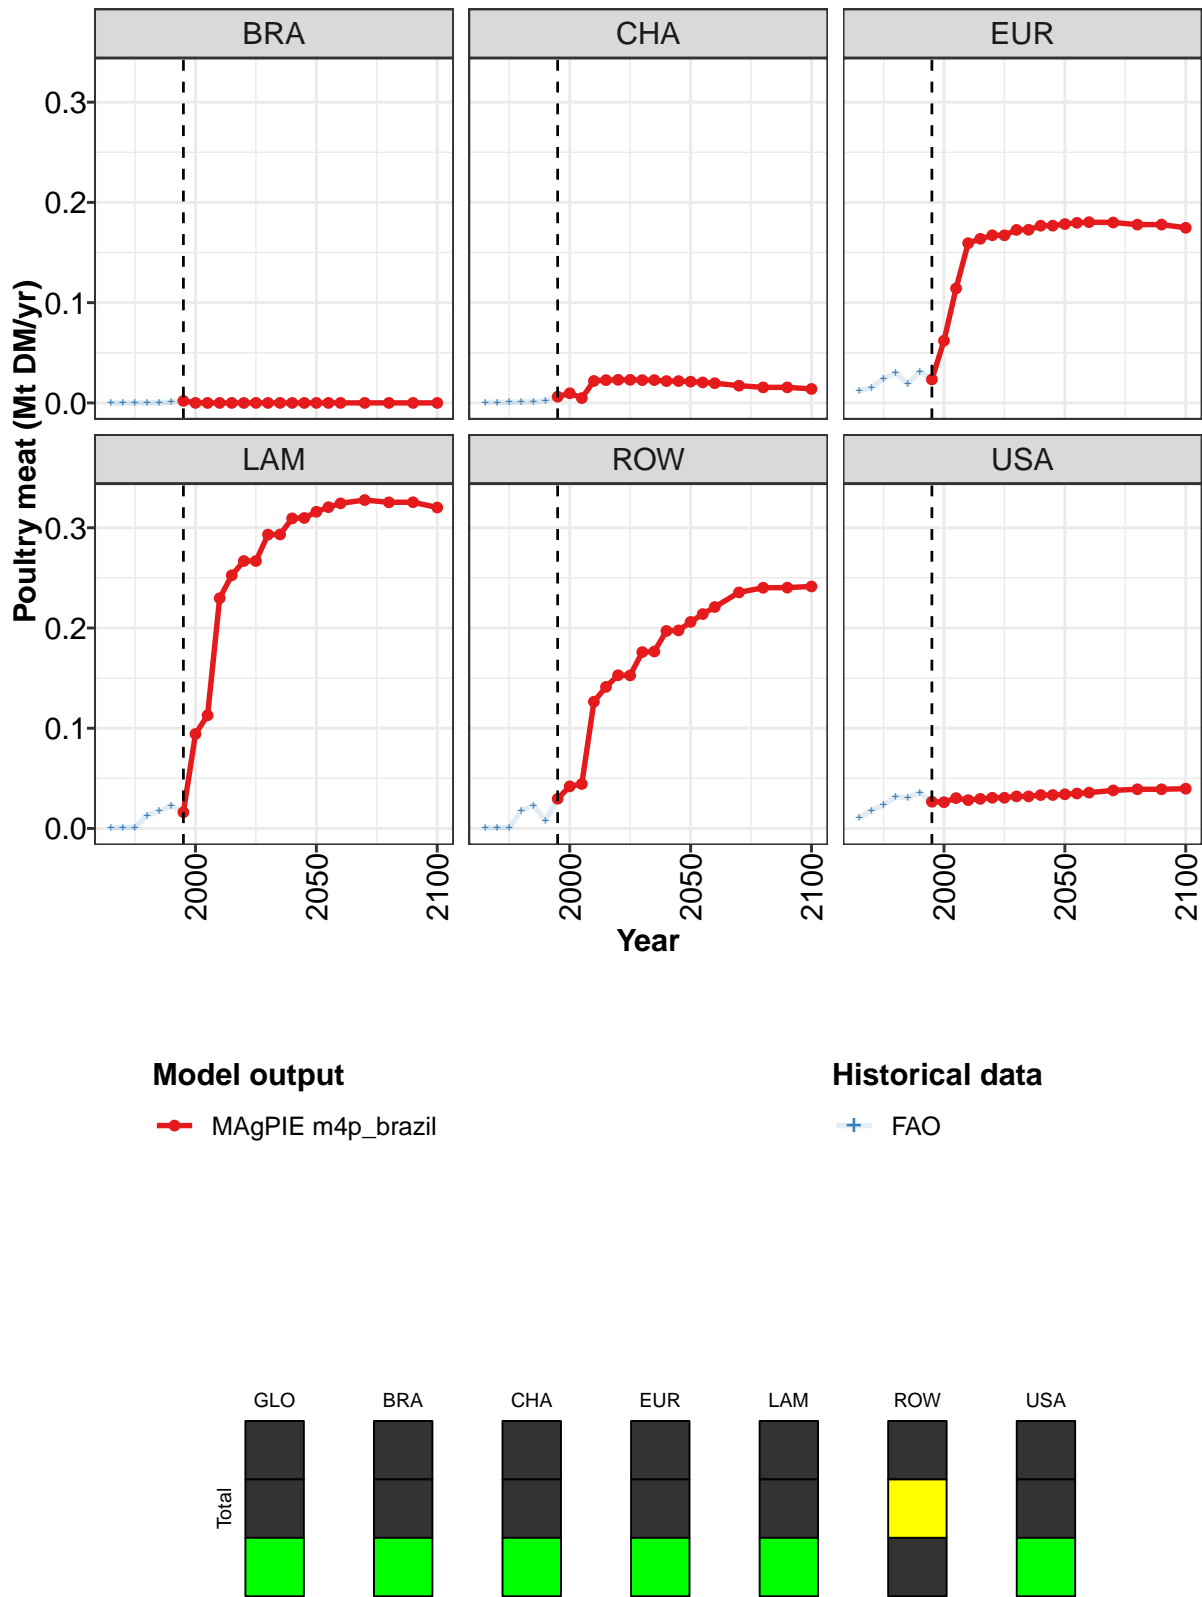 BRA CHA EUR
0.3
0.2
0.1
0.0
Poultry meat (Mt DM/yr)
LAM ROW USA
0.3
0.2
0.1
0.0
2000 2050 2100 2000 2050 2100 2000 2050 2100
Year
Model output Historical data
MAgPIE m4p_brazil FAO
GLO BRA CHA EUR LAM ROW USA
Total